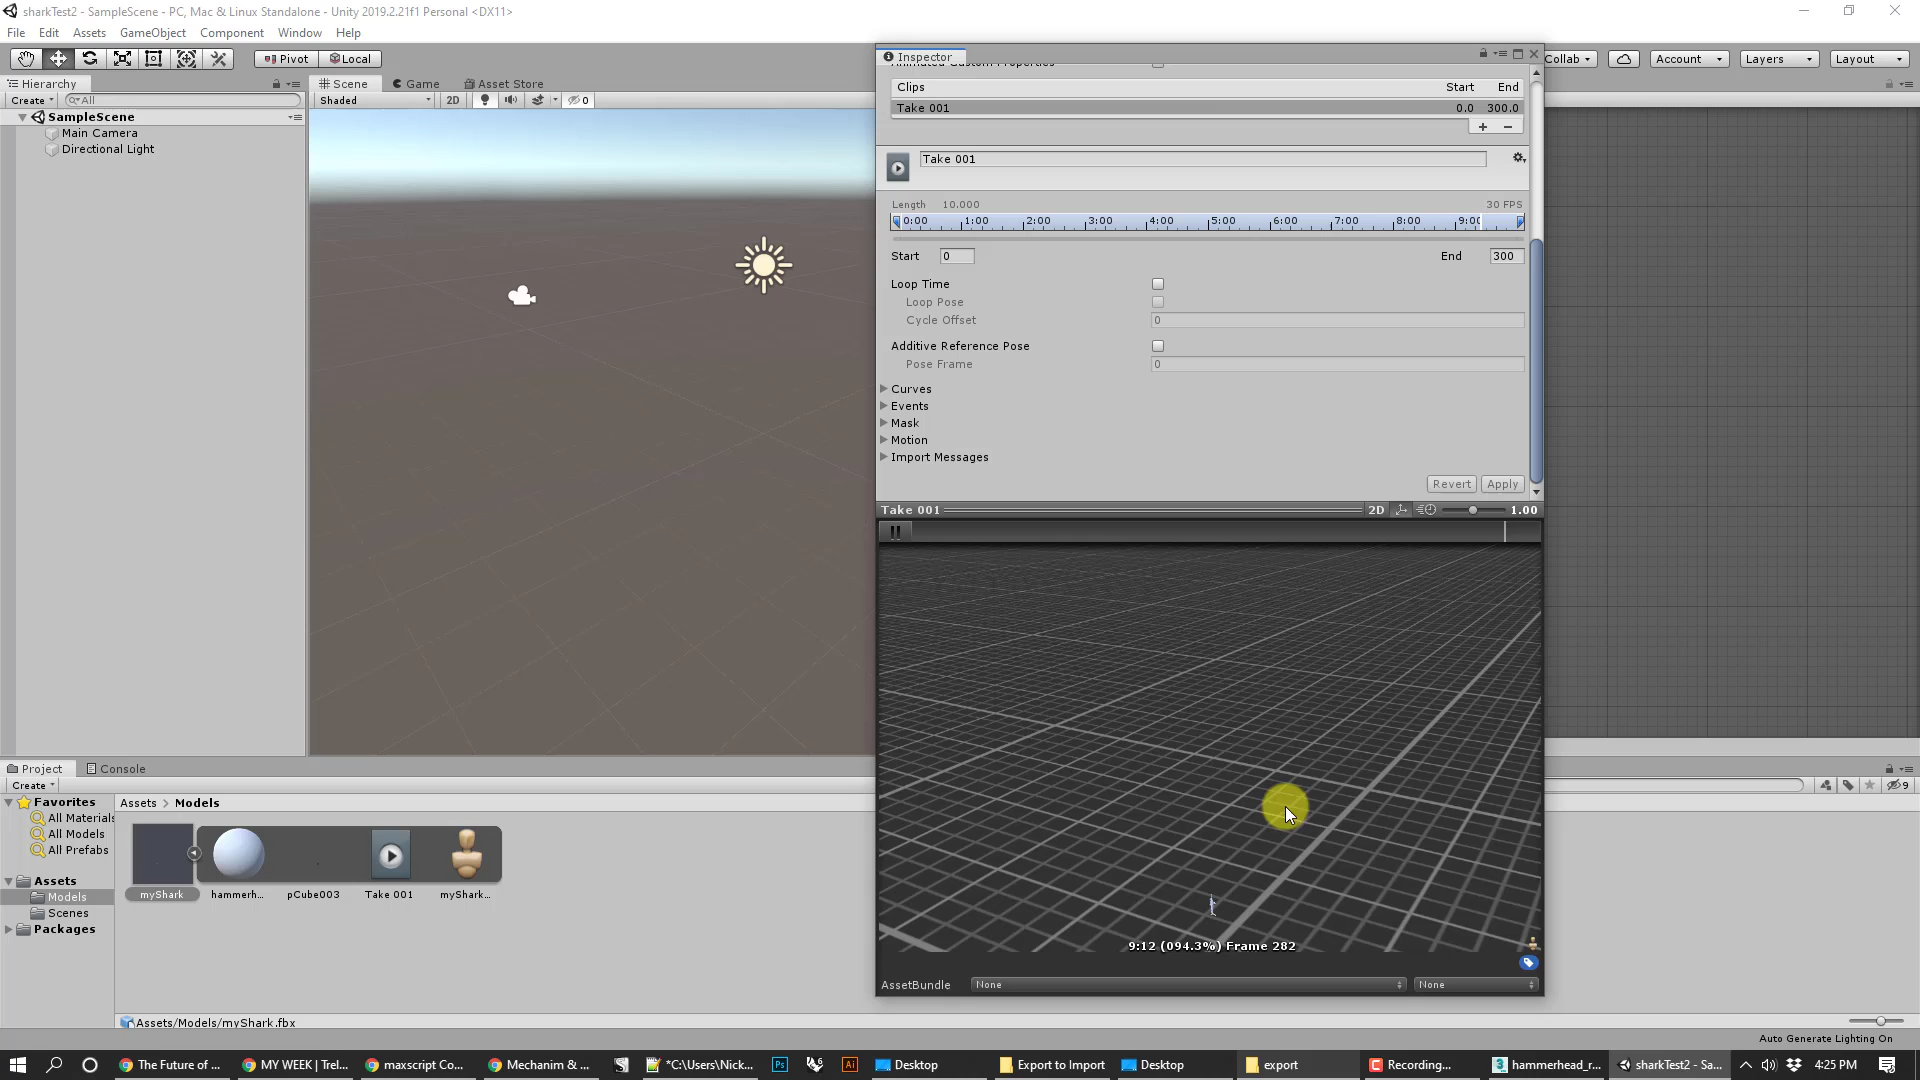 sharkTest2 - SampleScene - PC, Mac & Linux Standalone - Unity 2019.2.21f1 Personal <DX11>
File Edit Assets GameObject Component Window Help
Pivot Local
Collab Account Layers Layout
Hierarchy
Create All
SampleScene
Main Camera
Directional Light
Scene Game Asset Store
Shaded 2D 0
Inspector
Animated Custom Properties
Clips Start End
Take 001 0.0 300.0
+ −
Take 001
Length 10.000 30 FPS
0:00 1:00 2:00 3:00 4:00 5:00 6:00 7:00 8:00 9:0
Start 0 End 300
Loop Time
Loop Pose
Cycle Offset 0
Additive Reference Pose
Pose Frame 0
Curves
Events
Mask
Motion
Import Messages
Revert Apply
Take 001 2D 1.00
9:12 (094.3%) Frame 282
AssetBundle None None
Project Console
Create 9
Favorites
All Materials
All Models
All Prefabs
Assets
Models
Scenes
Packages
Assets > Models
myShark hammerh... pCube003 Take 001 myShark...
Assets/Models/myShark.fbx
Auto Generate Lighting On
The Future of ... MY WEEK | Trel... maxscript Co... Mechanim & ... *C:\Users\Nick... Ps Ai Desktop Export to Import Desktop export Recording... hammerhead_r... sharkTest2 - Sa... 4:25 PM